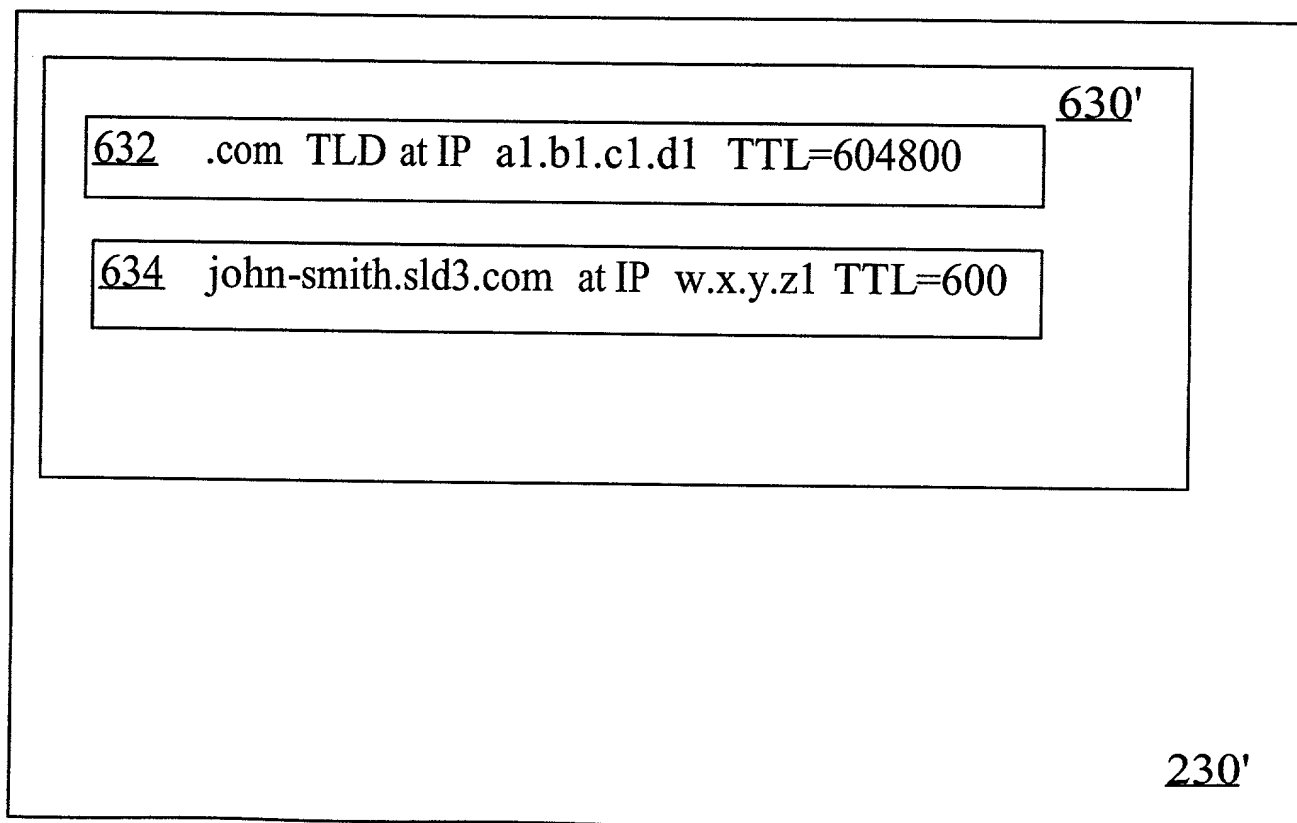 630'
632 .com TLD at IP a1.b1.c1.d1 TTL=604800
634 john-smith.sld3.com at IP w.x.y.z1 TTL=600
230'